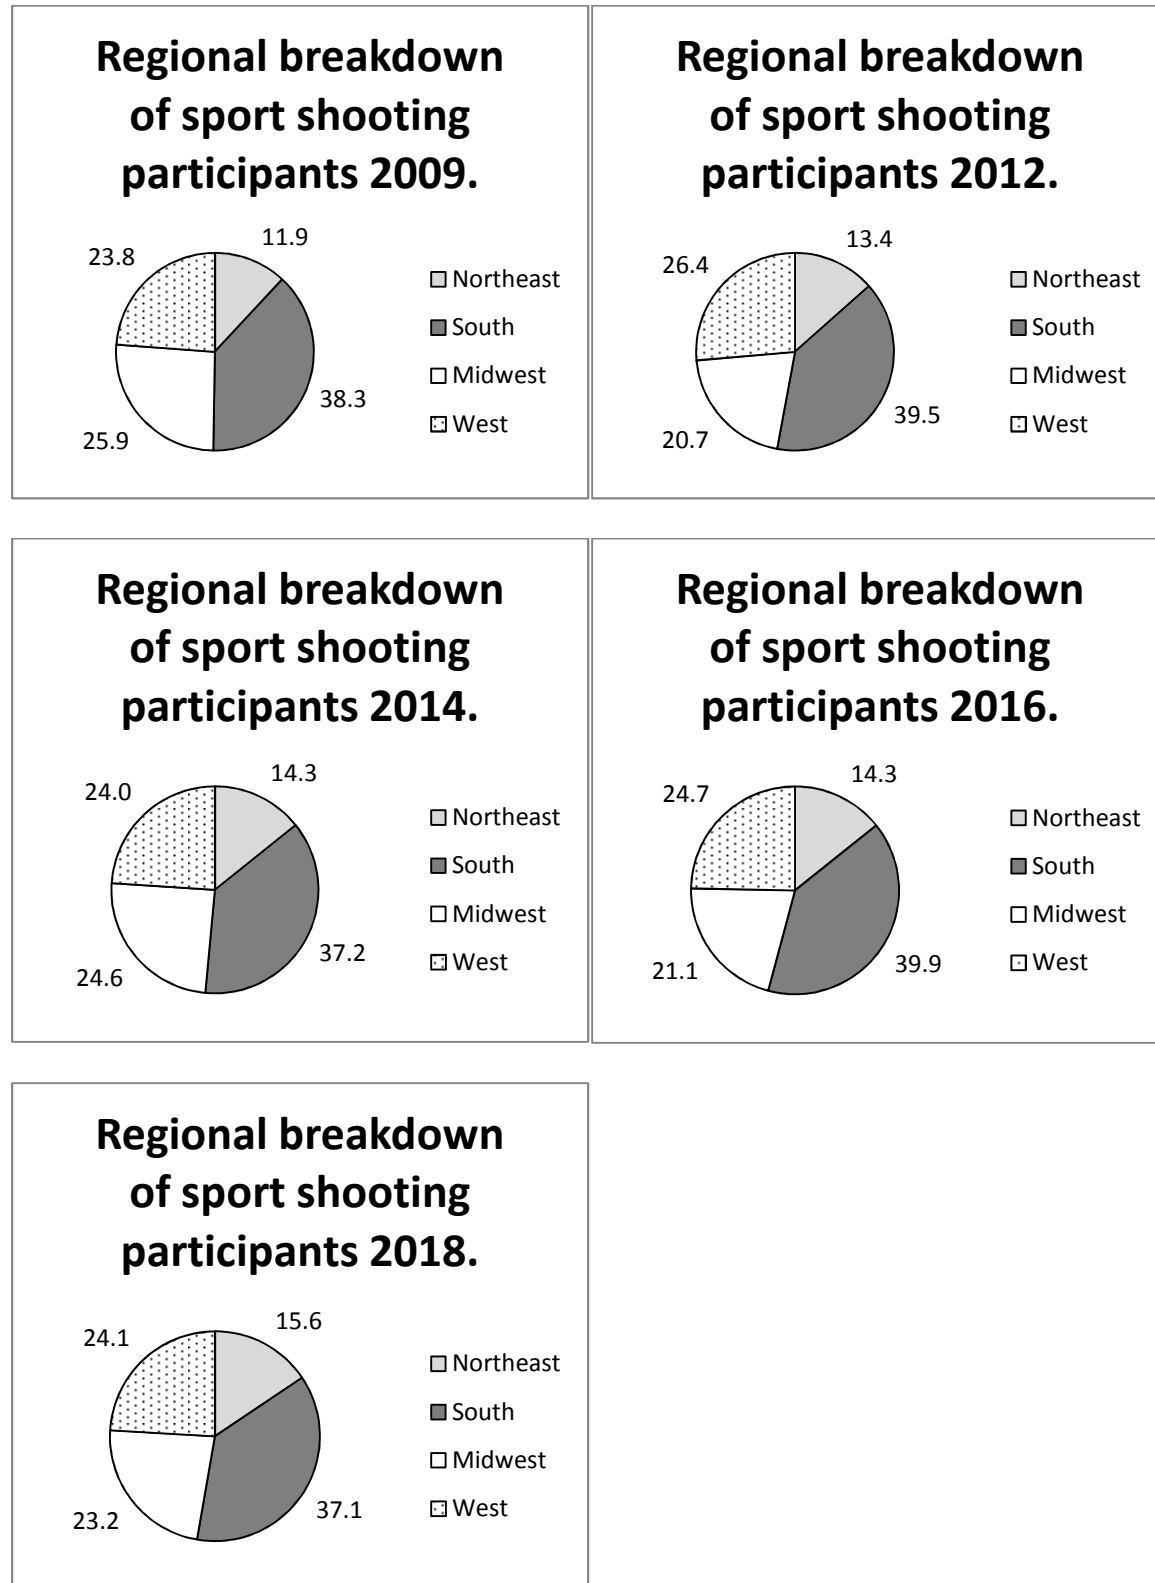 Regional breakdown
of sport shooting
participants 2009.
11.9
23.8
38.3
25.9
Northeast
South
Midwest
West
Regional breakdown
of sport shooting
participants 2012.
13.4
26.4
39.5
20.7
Northeast
South
Midwest
West
Regional breakdown
of sport shooting
participants 2014.
14.3
24.0
37.2
24.6
Northeast
South
Midwest
West
Regional breakdown
of sport shooting
participants 2016.
14.3
24.7
39.9
21.1
Northeast
South
Midwest
West
Regional breakdown
of sport shooting
participants 2018.
15.6
24.1
37.1
23.2
Northeast
South
Midwest
West